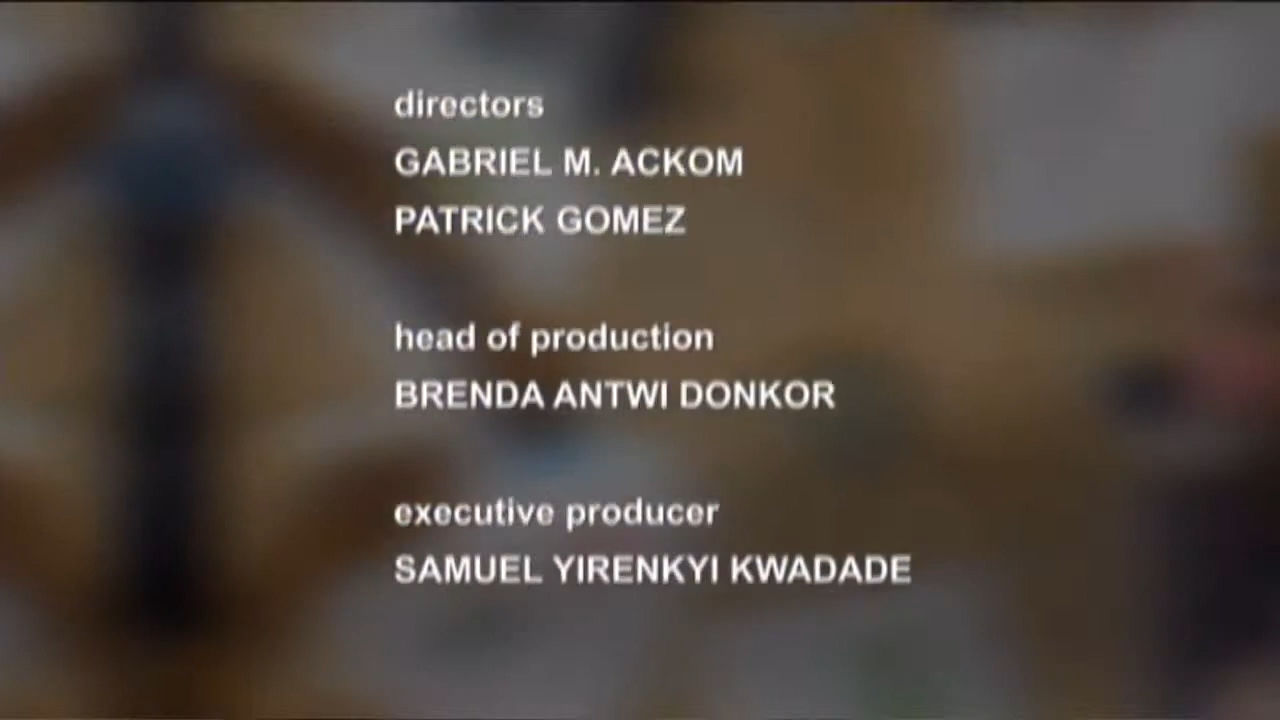 directors
GABRIEL M. ACKOM
PATRICK GOMEZ
head of production
BRENDA ANTWI DONKOR
executive producer
SAMUEL YIRENKYI KWADADE